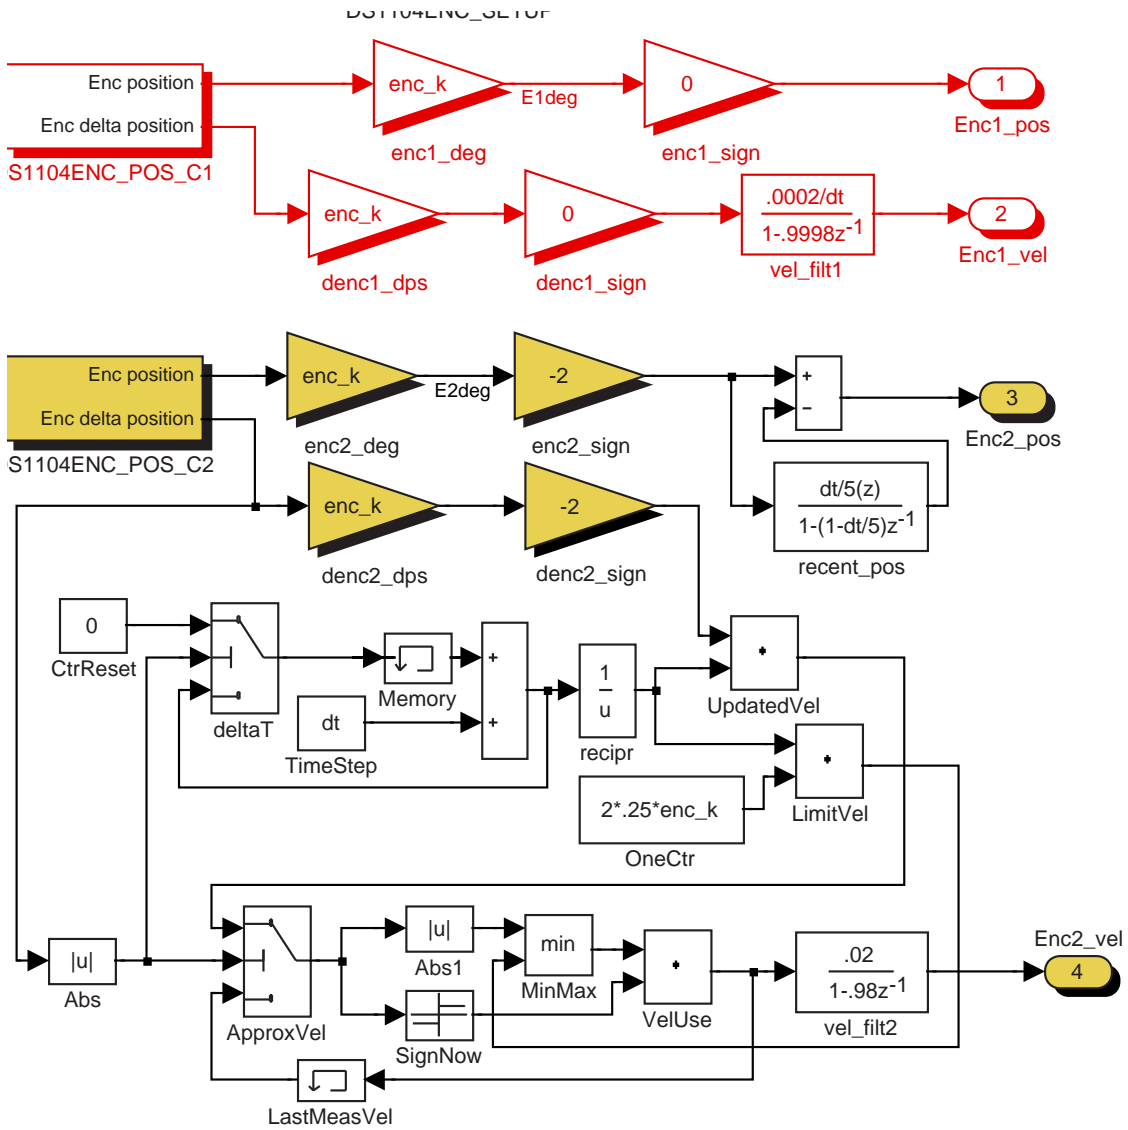 DS1104ENC_SETUP
Enc position
enc_k
E1deg
0
1
Enc delta position
enc1_deg
enc1_sign
Enc1_pos
S1104ENC_POS_C1
enc_k
0
.0002/dt
1-.9998z-1
2
denc1_dps
denc1_sign
vel_filt1
Enc1_vel
Enc position
enc_k
E2deg
-2
+
−
3
Enc delta position
enc2_deg
enc2_sign
Enc2_pos
S1104ENC_POS_C2
enc_k
-2
dt/5(z)
1-(1-dt/5)z-1
denc2_dps
denc2_sign
recent_pos
0
CtrReset
deltaT
Memory
+
+
dt
TimeStep
1
u
recipr
UpdatedVel
2*.25*enc_k
OneCtr
LimitVel
|u|
Abs
ApproxVel
|u|
Abs1
min
MinMax
SignNow
VelUse
.02
1-.98z-1
vel_filt2
Enc2_vel
4
LastMeasVel